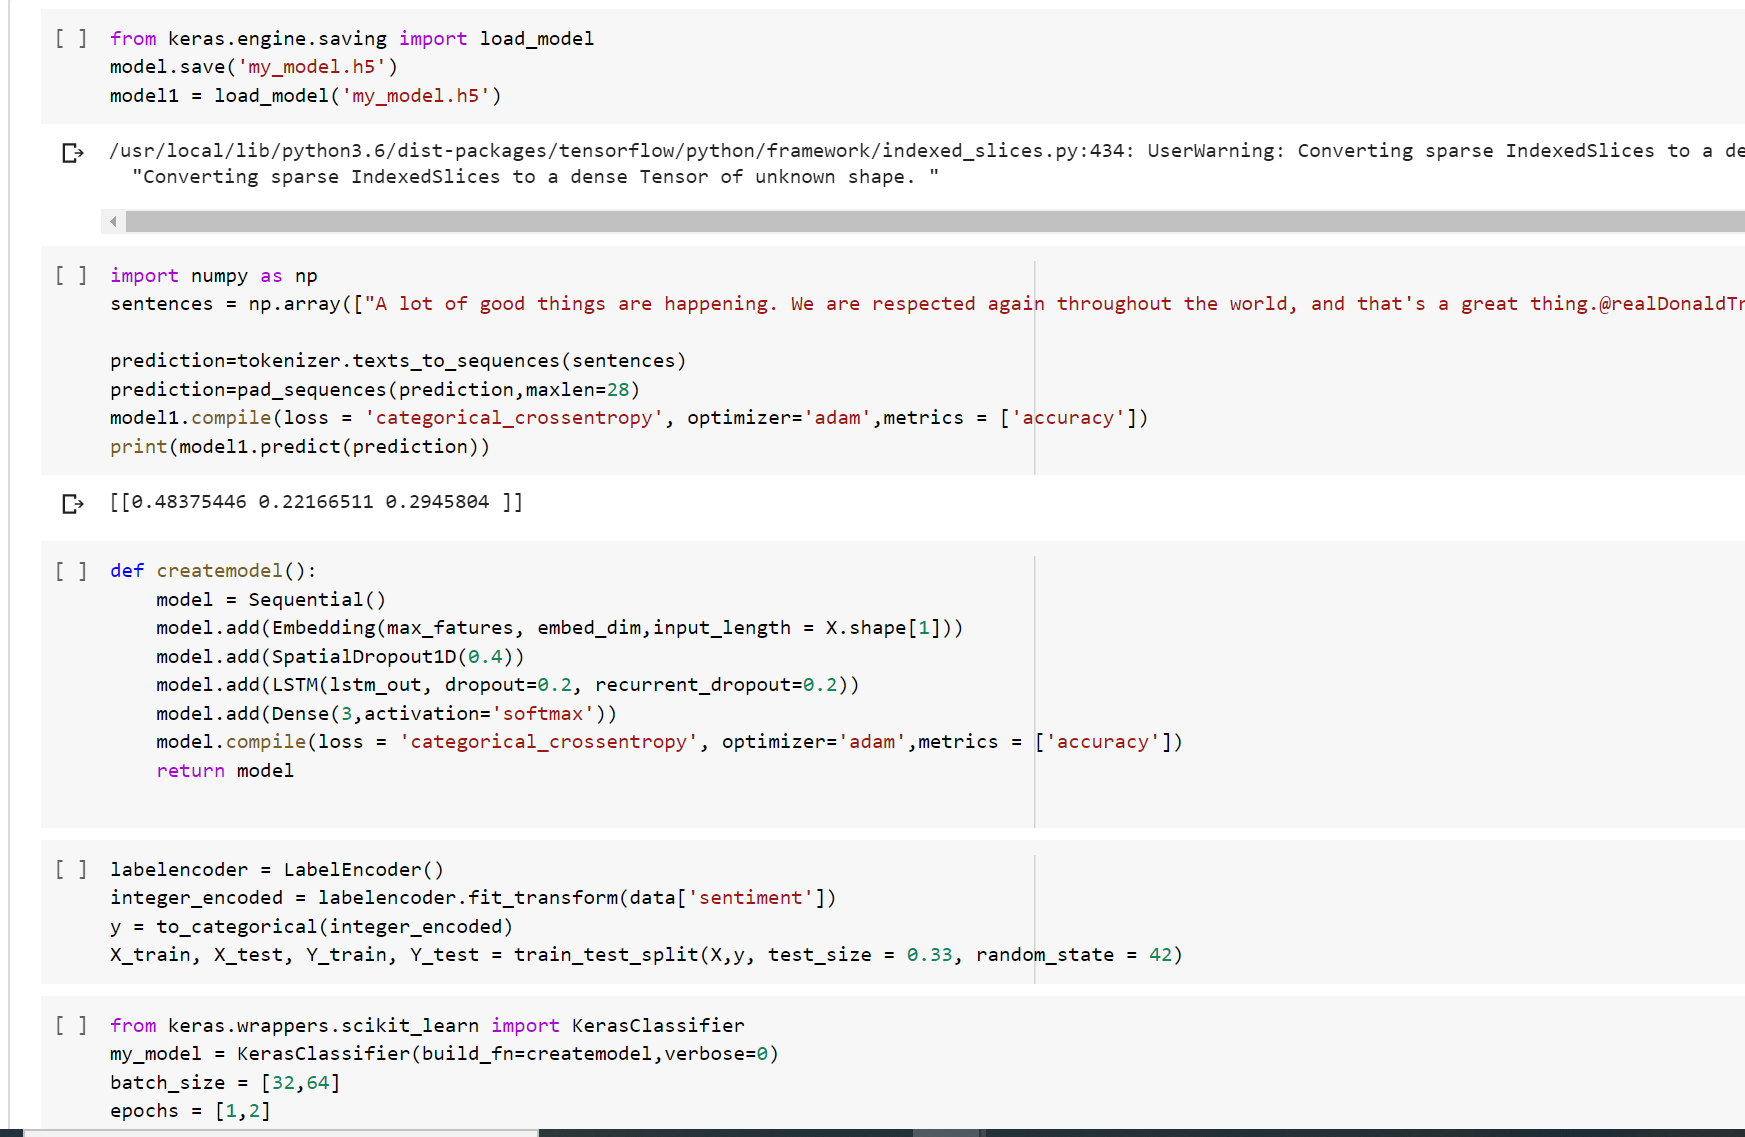 [ ] from keras.engine.saving import load_model
model.save('my_model.h5')
model1 = load_model('my_model.h5')
/usr/local/lib/python3.6/dist-packages/tensorflow/python/framework/indexed_slices.py:434: UserWarning: Converting sparse IndexedSlices to a de
"Converting sparse IndexedSlices to a dense Tensor of unknown shape. "
[ ] import numpy as np
sentences = np.array(["A lot of good things are happening. We are respected again throughout the world, and that's a great thing.@realDonaldTr
prediction=tokenizer.texts_to_sequences(sentences)
prediction=pad_sequences(prediction,maxlen=28)
model1.compile(loss = 'categorical_crossentropy', optimizer='adam',metrics = ['accuracy'])
print(model1.predict(prediction))
[[0.48375446 0.22166511 0.2945804 ]]
[ ] def createmodel():
    model = Sequential()
    model.add(Embedding(max_fatures, embed_dim,input_length = X.shape[1]))
    model.add(SpatialDropout1D(0.4))
    model.add(LSTM(lstm_out, dropout=0.2, recurrent_dropout=0.2))
    model.add(Dense(3,activation='softmax'))
    model.compile(loss = 'categorical_crossentropy', optimizer='adam',metrics = ['accuracy'])
    return model
[ ] labelencoder = LabelEncoder()
integer_encoded = labelencoder.fit_transform(data['sentiment'])
y = to_categorical(integer_encoded)
X_train, X_test, Y_train, Y_test = train_test_split(X,y, test_size = 0.33, random_state = 42)
[ ] from keras.wrappers.scikit_learn import KerasClassifier
my_model = KerasClassifier(build_fn=createmodel,verbose=0)
batch_size = [32,64]
epochs = [1,2]